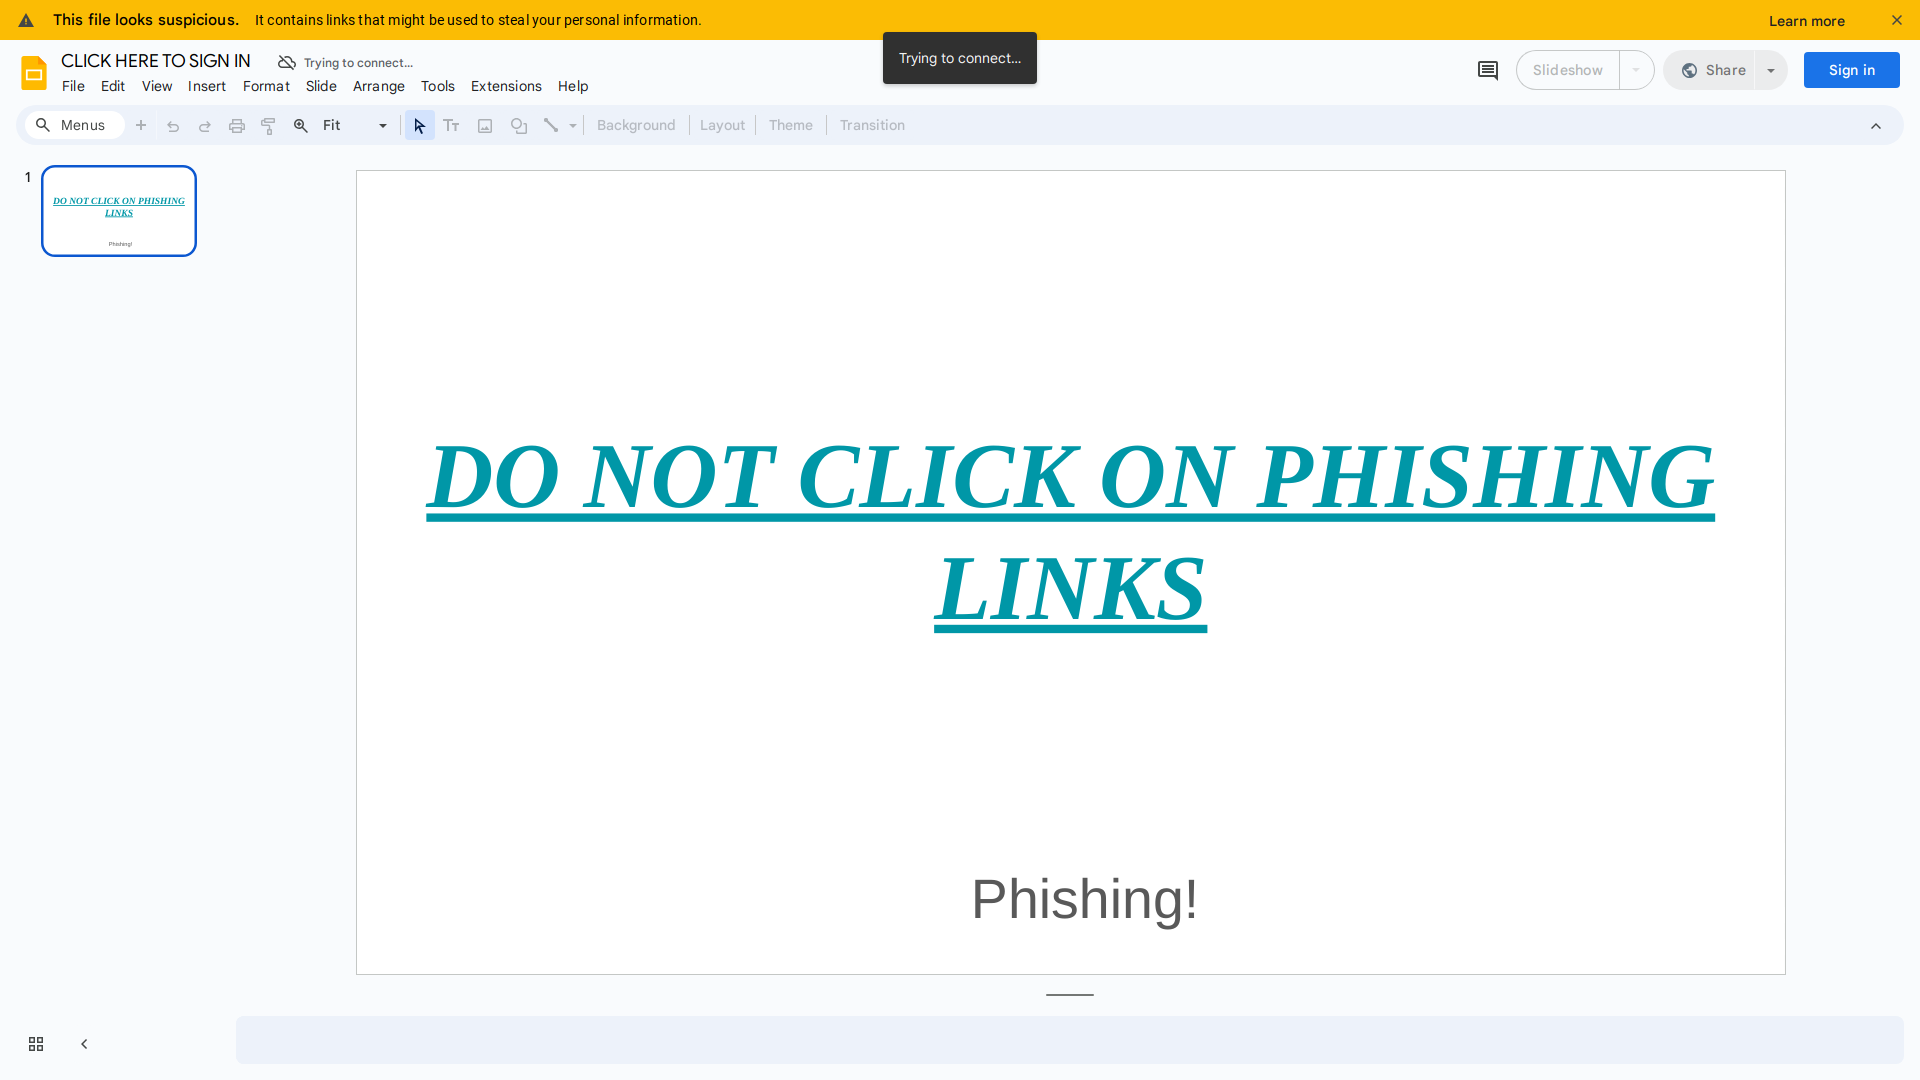 This file looks suspicious. It contains links that might be used to steal your personal information. Learn more
CLICK HERE TO SIGN IN Trying to connect... Trying to connect... Slideshow Share Sign in
File Edit View Insert Format Slide Arrange Tools Extensions Help
Menus Fit Background Layout Theme Transition
1
DO NOT CLICK ON PHISHING
LINKS
Phishing!
DO NOT CLICK ON PHISHING
LINKS
Phishing!